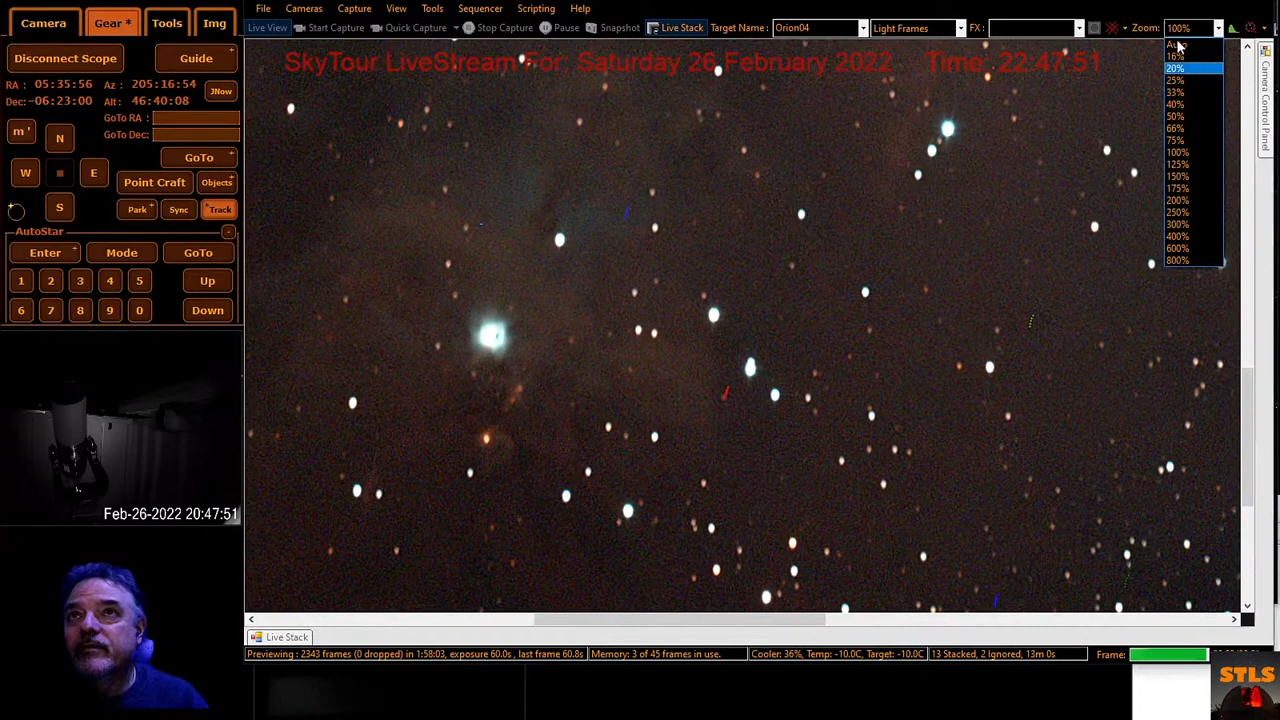 Camera Gear * Tools Img
File Cameras Capture View Tools Sequencer Scripting Help
Live View Start Capture Quick Capture Stop Capture Pause Snapshot Live Stack Target Name : Orion04 Light Frames FX : Zoom: 100%
SkyTour LiveStream For Saturday 26 February 2022 Time: 22:47:51
Disconnect Scope Guide +
RA : 05:35:56 Az : 205:16:54
Dec: -06:23:00 Alt: 46:40:08
JNow
GoTo RA :
GoTo Dec:
m '
N
GoTo +
W E
Point Craft Objects +
S
Park + Sync *Track
AutoStar -
Enter + Mode GoTo
1 2 3 4 5 Up
6 7 8 9 0 Down
16%
20%
25%
33%
40%
50%
66%
75%
100%
125%
150%
175%
200%
250%
300%
400%
600%
800%
Camera Control Panel
Feb-26-2022 20:47:51
Live Stack
Previewing : 2343 frames (0 dropped) in 1:58:03, exposure 60.0s , last frame 60.8s
Memory: 3 of 45 frames in use.
Cooler: 36%, Temp: -10.0C, Target: -10.0C
13 Stacked, 2 Ignored, 13m 0s
Frame:
STLS